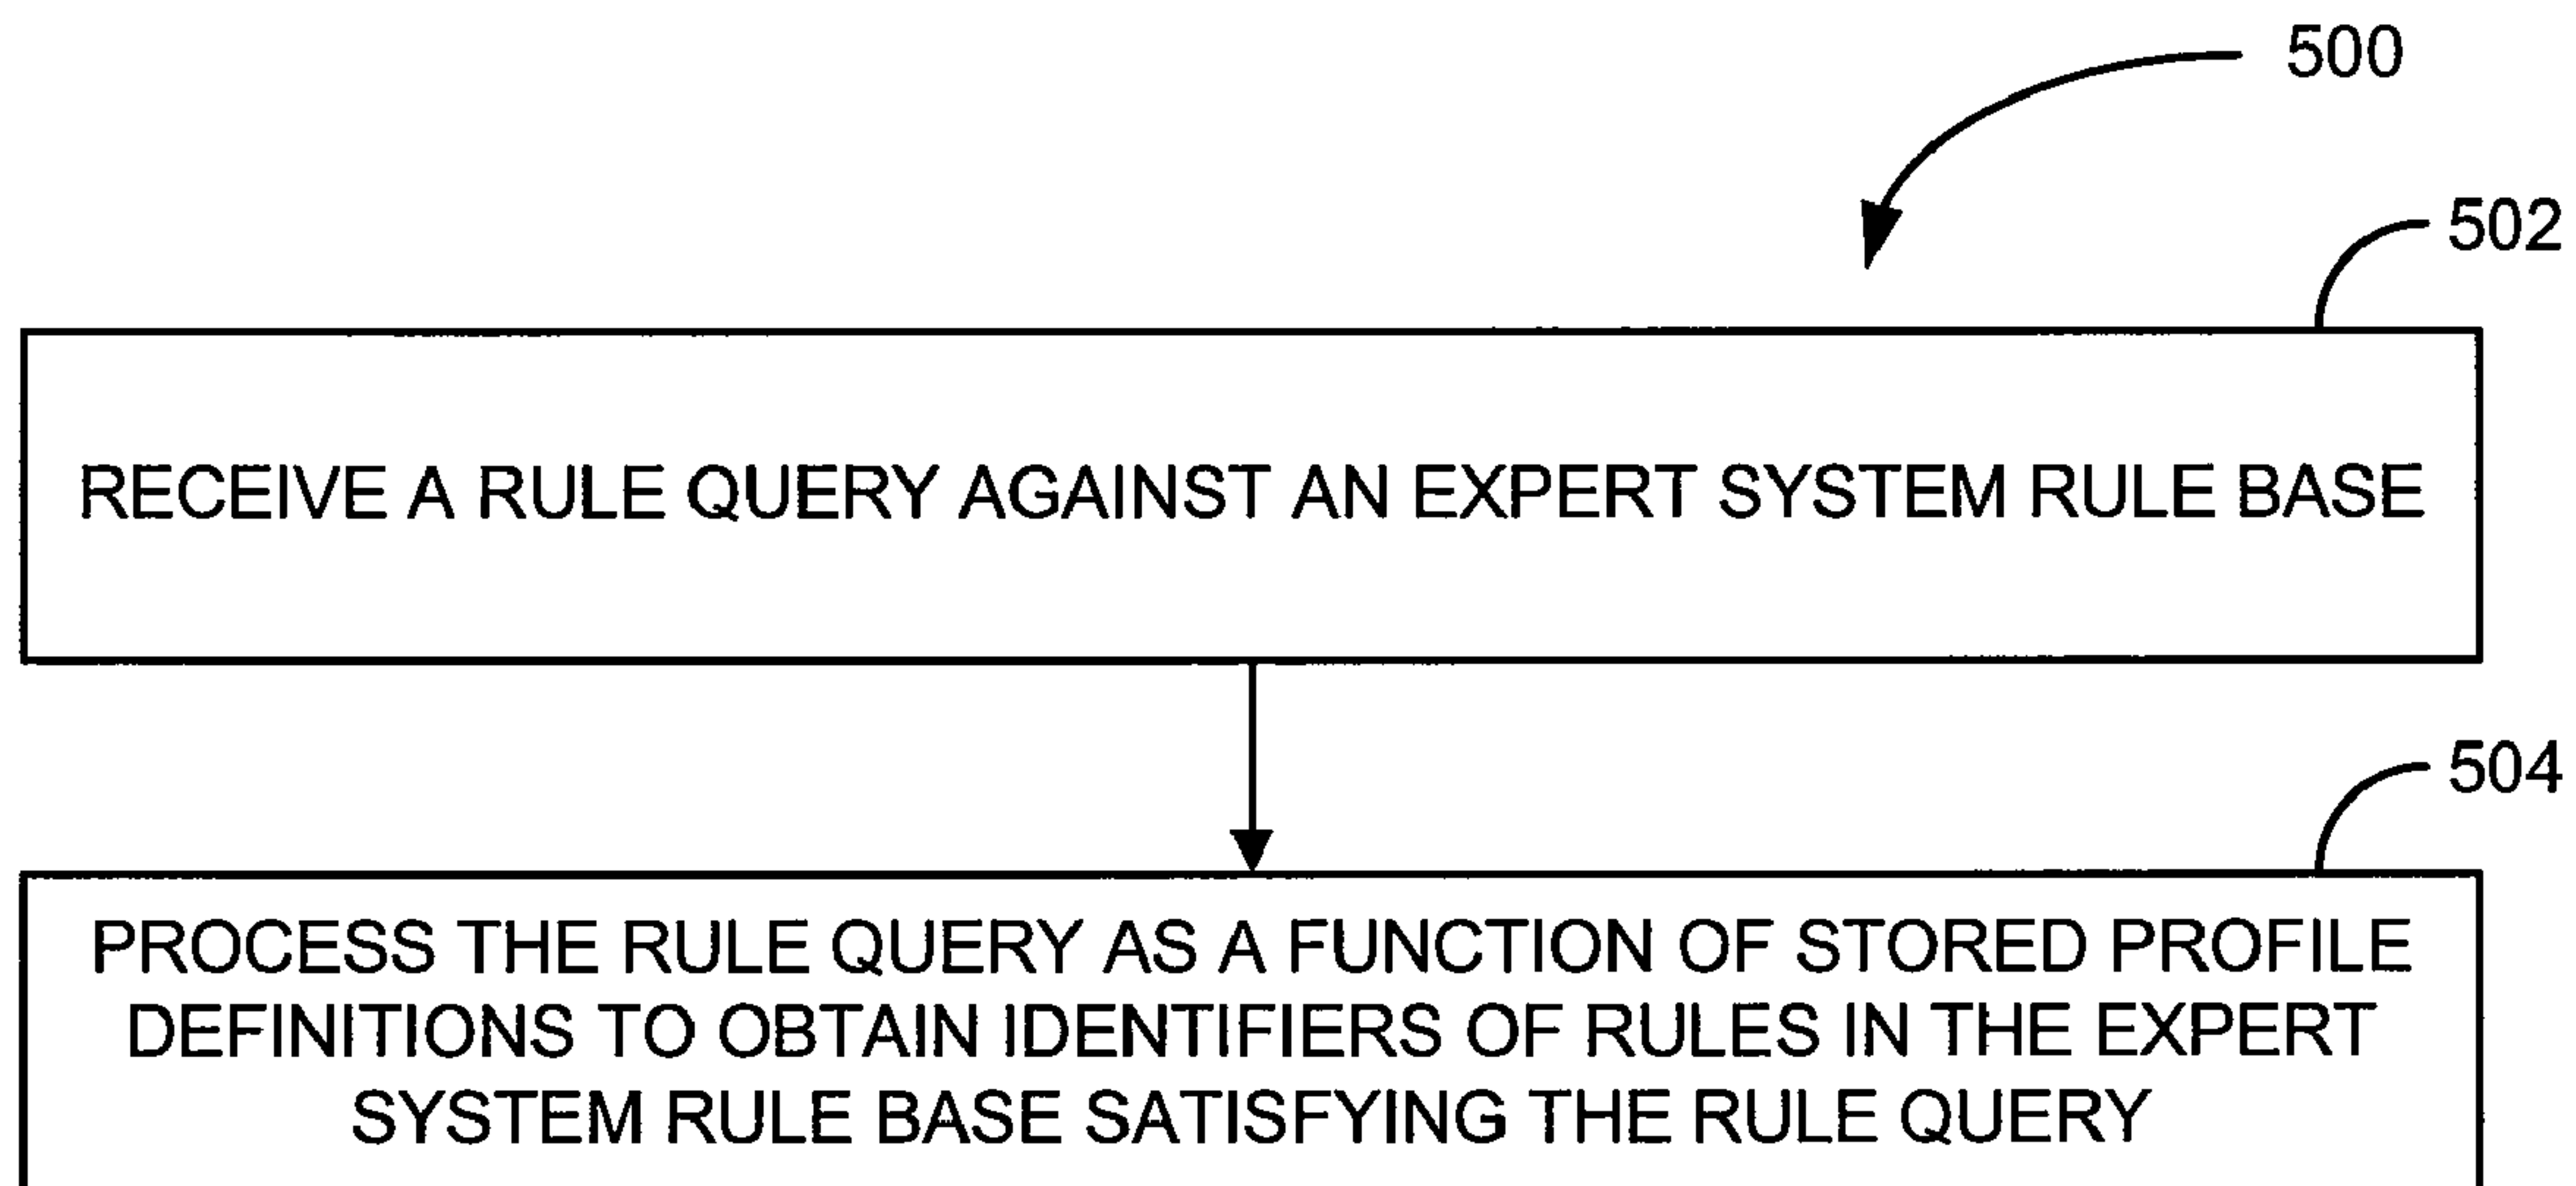 500
502
RECEIVE A RULE QUERY AGAINST AN EXPERT SYSTEM RULE BASE
504
PROCESS THE RULE QUERY AS A FUNCTION OF STORED PROFILE
DEFINITIONS TO OBTAIN IDENTIFIERS OF RULES IN THE EXPERT
SYSTEM RULE BASE SATISFYING THE RULE QUERY